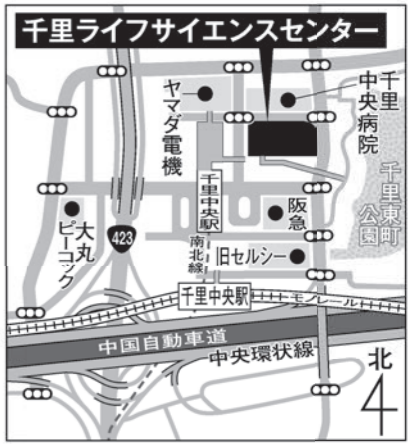 千里ライフサイエンスセンター
ヤマダ電機
千里
中央病院
千里中央駅
南北線
阪急
千里東町
公園
大丸
ピーコック
423
旧セルシー
千里中央駅
モノレール
中国自動車道
中央環状線
北